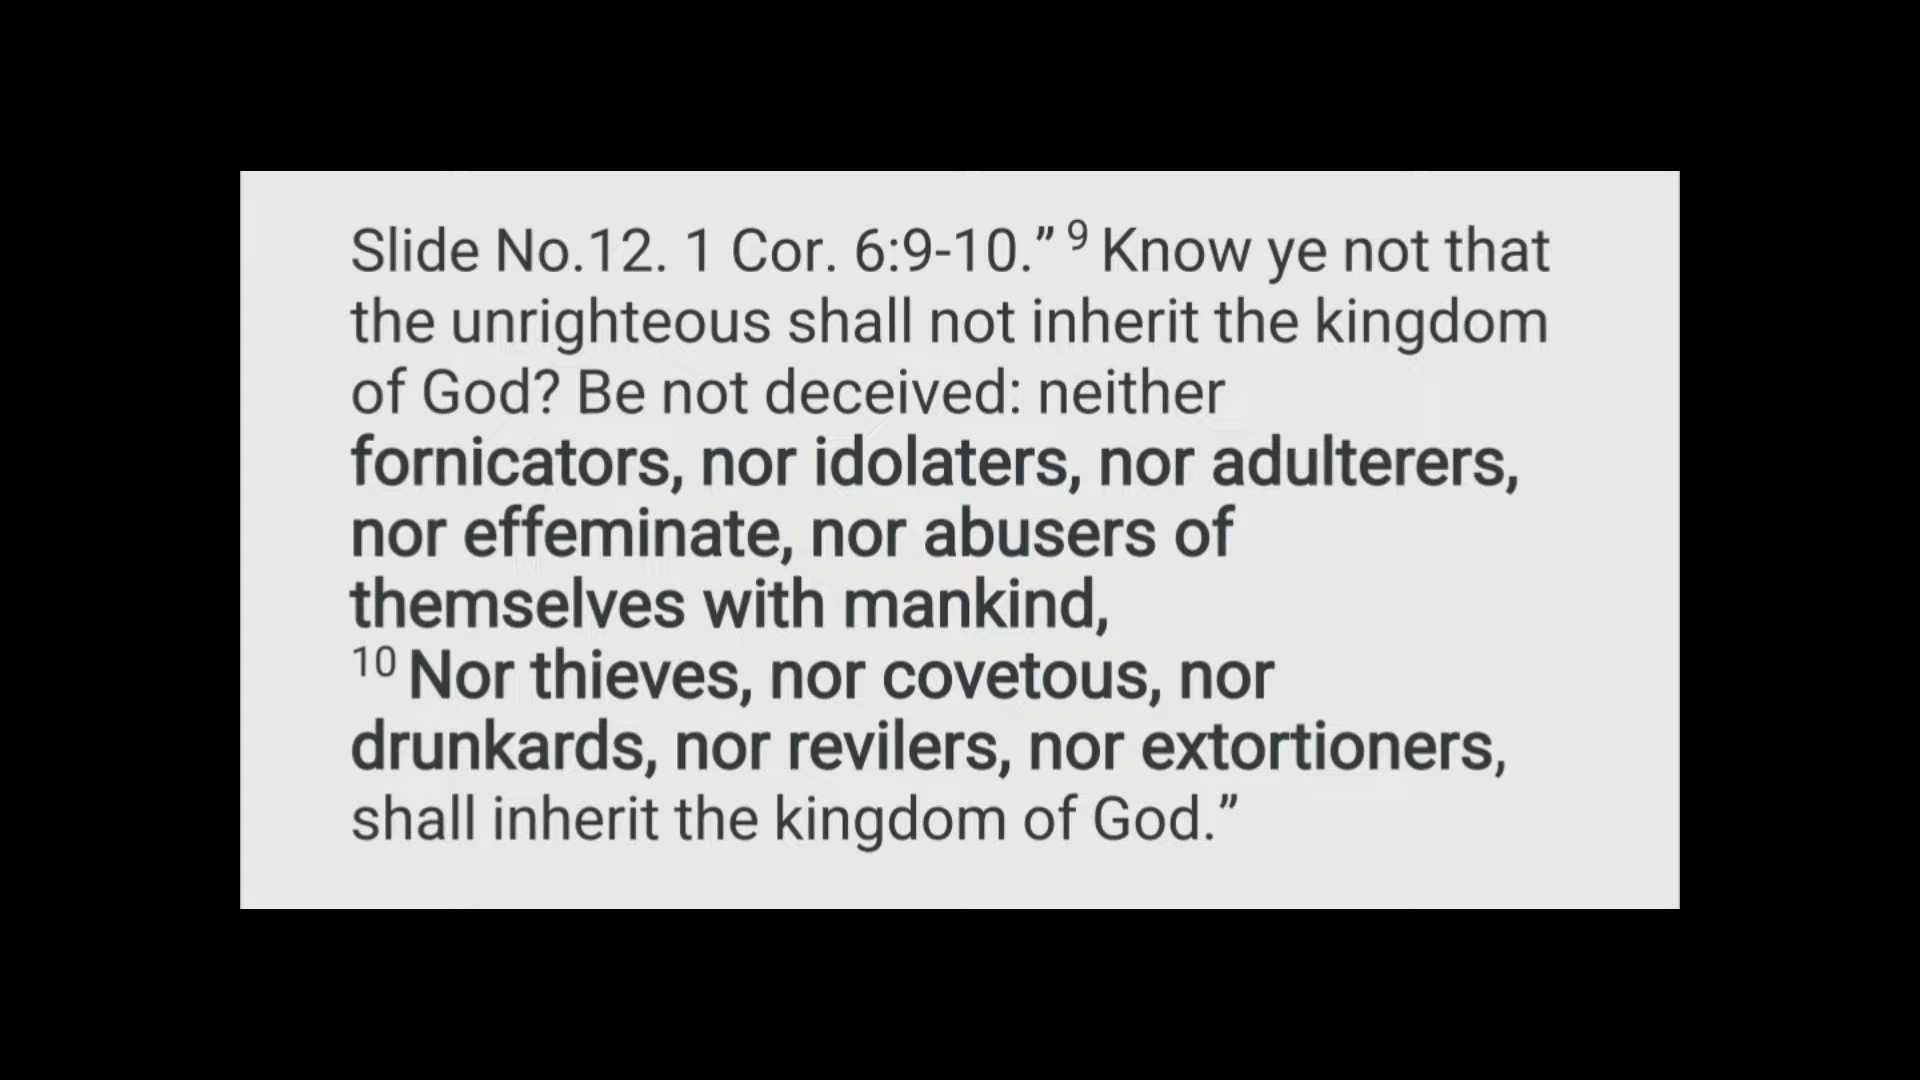 Slide No.12. 1 Cor. 6:9-10.” 9 Know ye not that
the unrighteous shall not inherit the kingdom
of God? Be not deceived: neither
fornicators, nor idolaters, nor adulterers,
nor effeminate, nor abusers of
themselves with mankind,
10 Nor thieves, nor covetous, nor
drunkards, nor revilers, nor extortioners,
shall inherit the kingdom of God.”